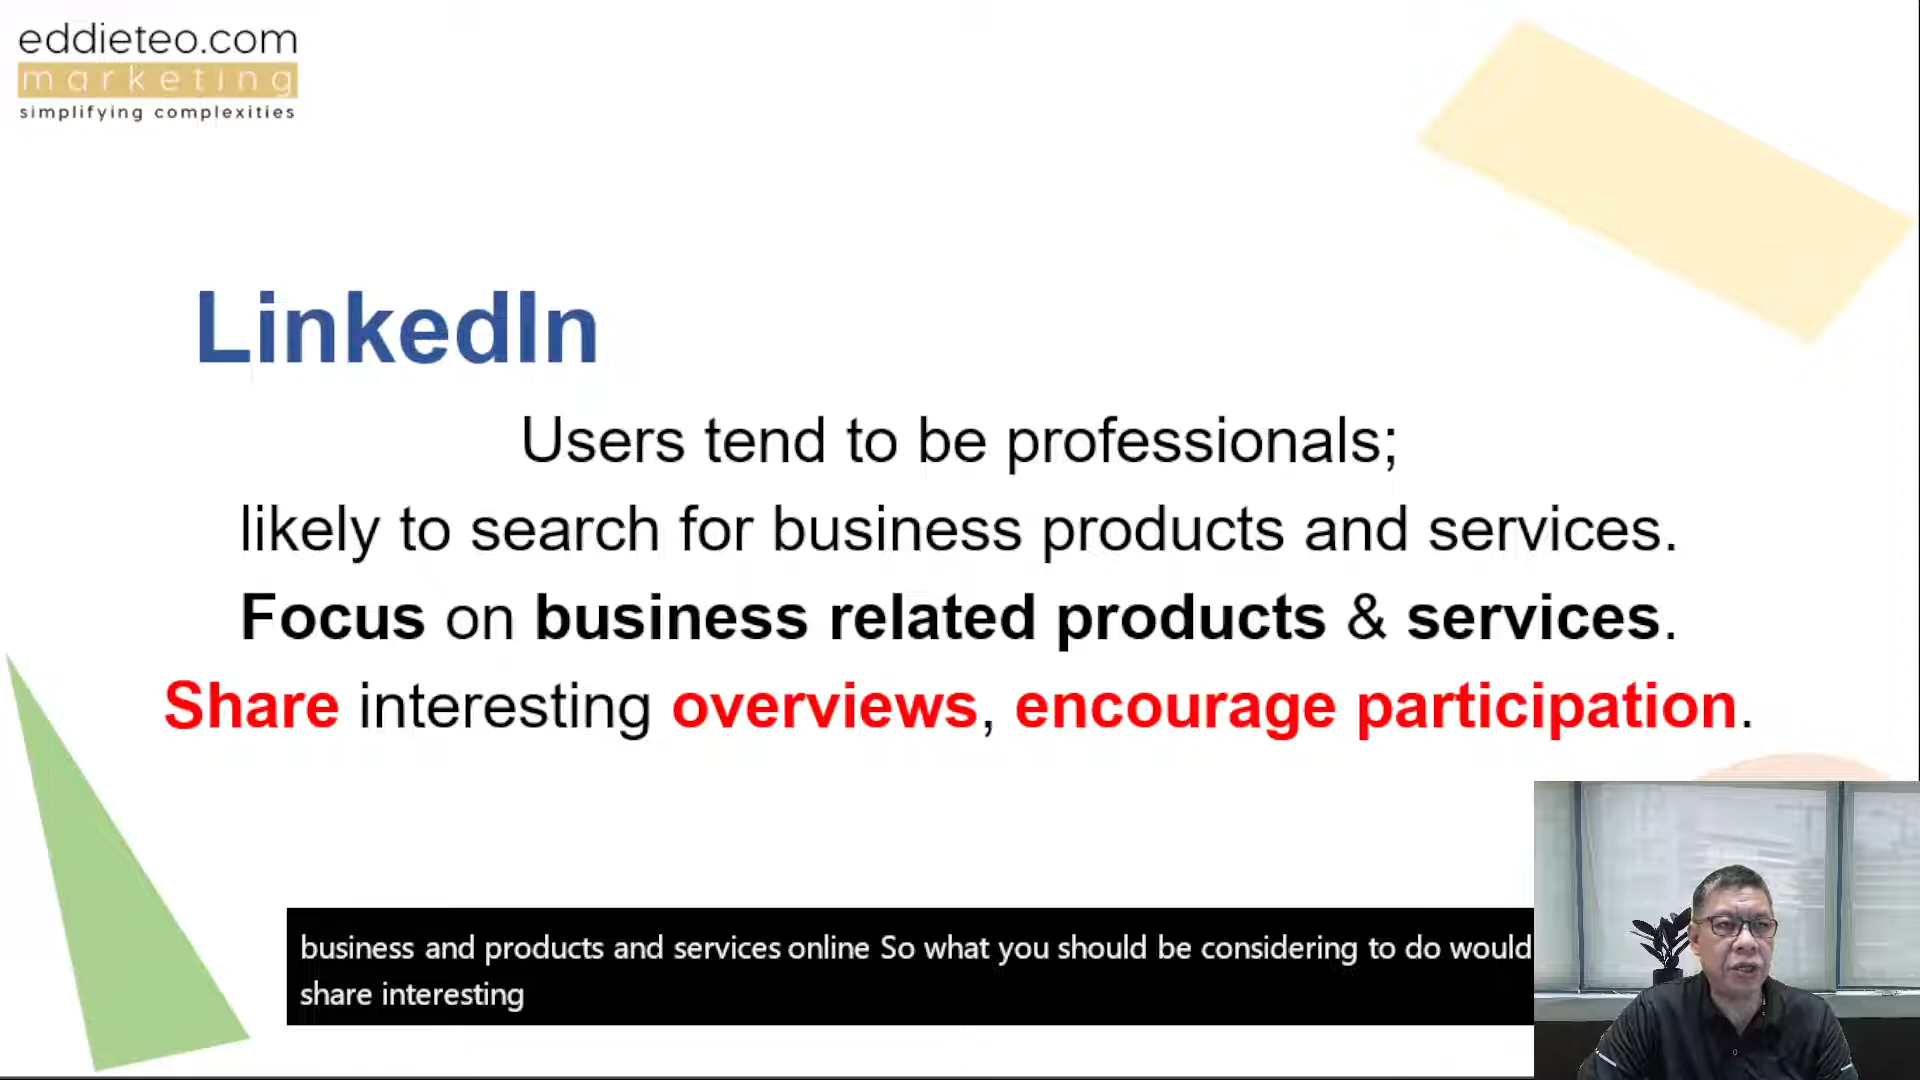 eddieteo.com
marketing
simplifying complexities
LinkedIn
Users tend to be professionals;
likely to search for business products and services.
Focus on business related products & services.
Share interesting overviews, encourage participation.
business and products and services online So what you should be considering to do would
share interesting